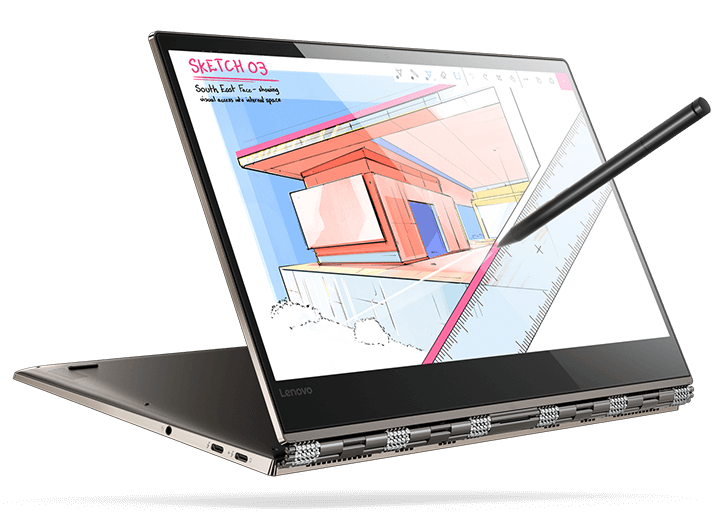 SKETCH 03
South East Face - showing
visual access into internal space
Lenovo